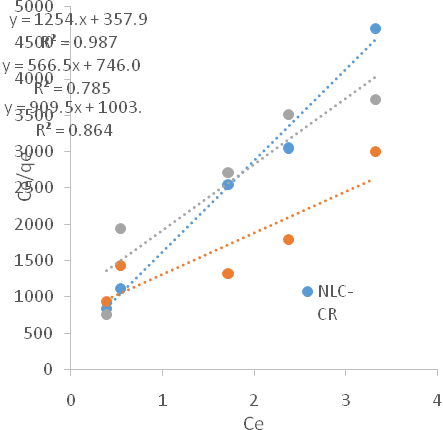 y = 1254.x + 357.9
R² = 0.987
y = 566.5x + 746.0
R² = 0.785
y = 909.5x + 1003.
R² = 0.864
5000
4500
4000
3500
3000
2500
2000
1500
1000
500
0
Ce/qe
0 1 2 3 4
Ce
NLC-
CR